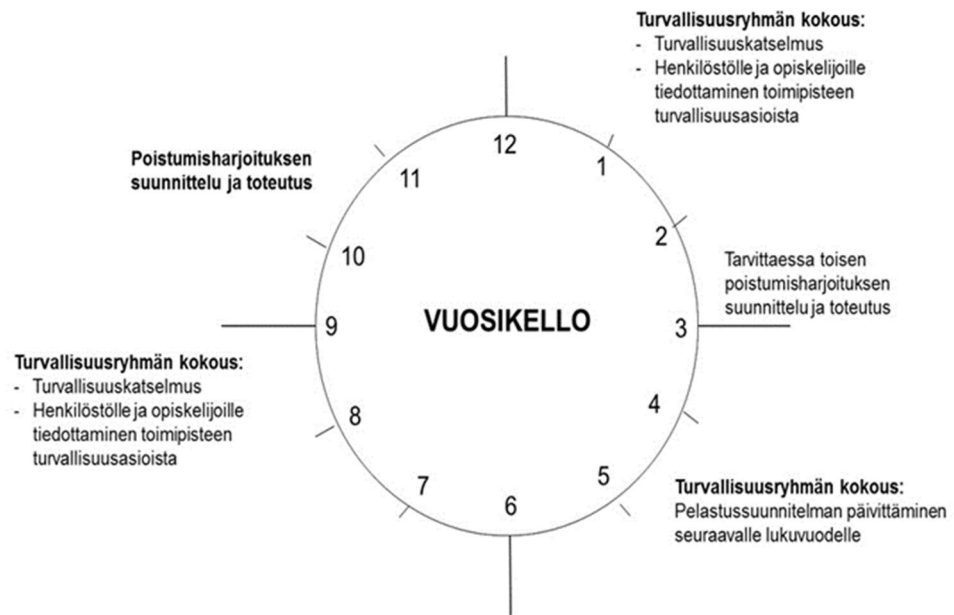 Turvallisuusryhmän kokous:
- Turvallisuuskatselmus
- Henkilöstölle ja opiskelijoille
tiedottaminen toimipisteen
turvallisuusasioista
Poistumisharjoituksen
suunnittelu ja toteutus
12
1
11
2
10
Tarvittaessa toisen
poistumisharjoituksen
suunnittelu ja toteutus
VUOSIKELLO
9
3
Turvallisuusryhmän kokous:
- Turvallisuuskatselmus
- Henkilöstölle ja opiskelijoille
tiedottaminen toimipisteen
turvallisuusasioista
8
4
7
5
6
Turvallisuusryhmän kokous:
Pelastussuunnitelman päivittäminen
seuraavalle lukuvuodelle